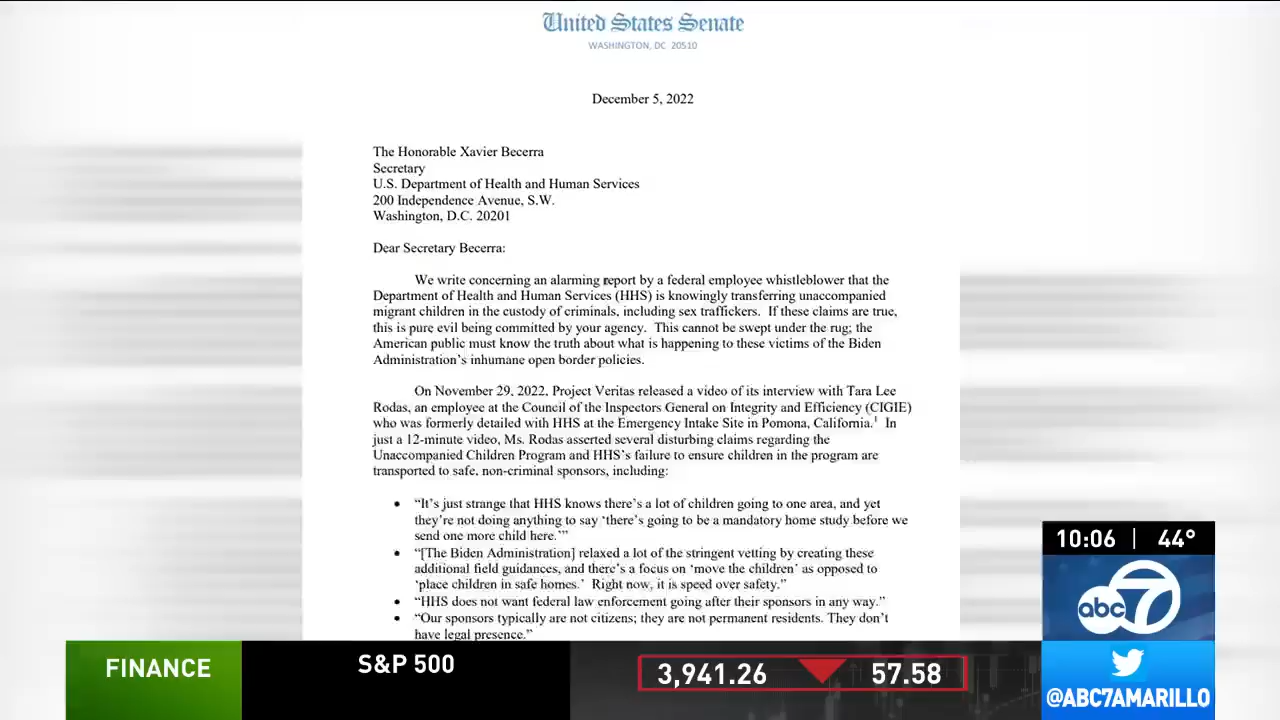 United States Senate
WASHINGTON, DC 20510
December 5, 2022
The Honorable Xavier Becerra
Secretary
U.S. Department of Health and Human Services
200 Independence Avenue, S.W.
Washington, D.C. 20201
Dear Secretary Becerra:
We write concerning an alarming report by a federal employee whistleblower that the
Department of Health and Human Services (HHS) is knowingly transferring unaccompanied
migrant children in the custody of criminals, including sex traffickers. If these claims are true,
this is pure evil being committed by your agency. This cannot be swept under the rug; the
American public must know the truth about what is happening to these victims of the Biden
Administration's inhumane open border policies.
On November 29, 2022, Project Veritas released a video of its interview with Tara Lee
Rodas, an employee at the Council of the Inspectors General on Integrity and Efficiency (CIGIE)
who was formerly detailed with HHS at the Emergency Intake Site in Pomona, California.¹ In
just a 12-minute video, Ms. Rodas asserted several disturbing claims regarding the
Unaccompanied Children Program and HHS's failure to ensure children in the program are
transported to safe, non-criminal sponsors, including:
• “It's just strange that HHS knows there's a lot of children going to one area, and yet
they're not doing anything to say ‘there's going to be a mandatory home study before we
send one more child here.’”
• “[The Biden Administration] relaxed a lot of the stringent vetting by creating these
additional field guidances, and there's a focus on ‘move the children’ as opposed to
‘place children in safe homes.’ Right now, it is speed over safety.”
• “HHS does not want federal law enforcement going after their sponsors in any way.”
• “Our sponsors typically are not citizens; they are not permanent residents. They don't
have legal presence.”
10:06 | 44°
abc 7
FINANCE
S&P 500
3,941.26 57.58
@ABC7AMARILLO